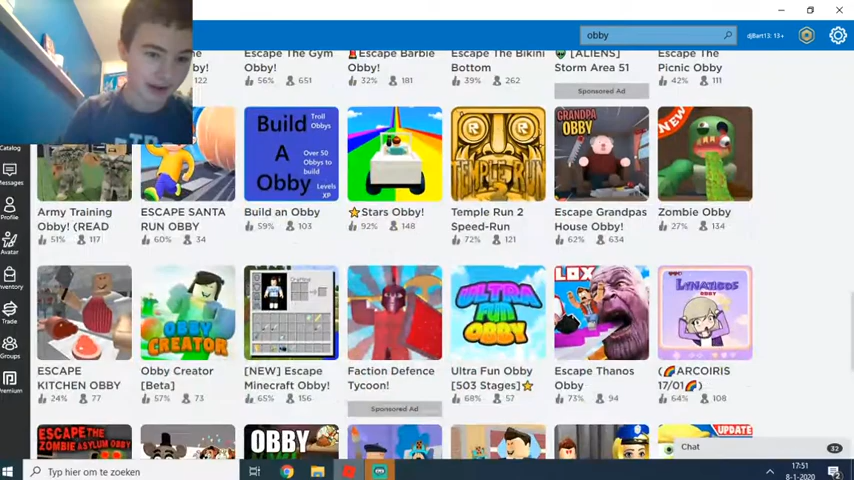 obby
djBart13: 13+
Escape The Gym
Obby!
56% 651
122
Escape Barbie
Obby!
32% 181
Escape The Bikini
Bottom
39% 262
[ALIENS]
Storm Area 51
Sponsored Ad
Escape The
Picnic Obby
42% 111
Catalog
Messages
Profile
Avatar
Inventory
Trade
Groups
Premium
Build
A
Obby
Troll
Obbys
Over 50
Obbys to
build
Levels
XP
TEMPLE RUN
GRANDPA
OBBY
NEW
Army Training
Obby! (READ
51% 117
ESCAPE SANTA
RUN OBBY
60% 34
Build an Obby
59% 103
⭐Stars Obby!
92% 148
Temple Run 2
Speed-Run
72% 121
Escape Grandpas
House Obby!
62% 634
Zombie Obby
27% 134
OBBY
CREATOR
ULTRA
FUN
OBBY
LOX
LYNATICOS
OBBY
ESCAPE
KITCHEN OBBY
24% 77
Obby Creator
[Beta]
57% 73
[NEW] Escape
Minecraft Obby!
65% 156
Faction Defence
Tycoon!
Sponsored Ad
Ultra Fun Obby
[503 Stages]⭐
68% 57
Escape Thanos
Obby
73% 94
(🌈ARCOIRIS
17/01🌈)
64% 108
ESCAPE THE
ZOMBIE ASYLUM OBBY
OBBY
UPDATE
Chat
32
Typ hier om te zoeken
17:51
8-1-2020
2